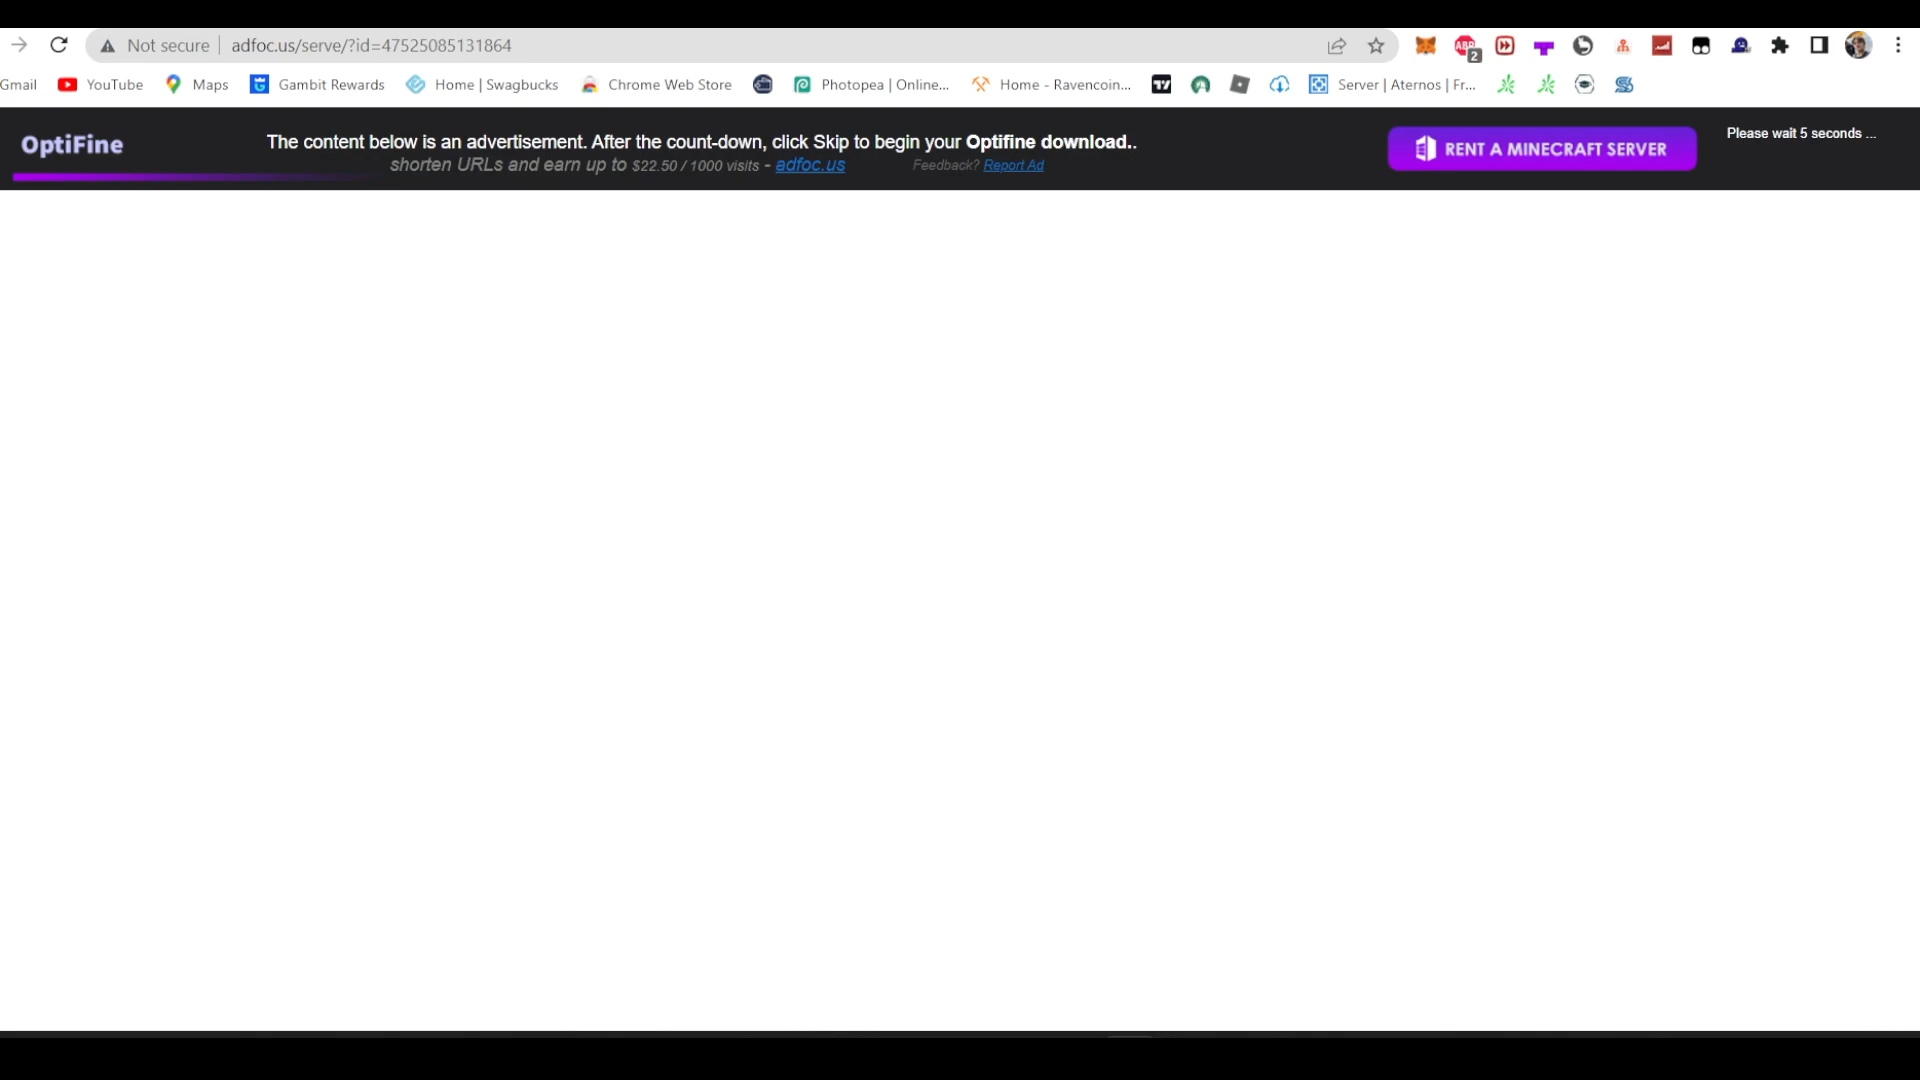 Not secure adfoc.us/serve/?id=47525085131864
ABP 2
Gmail YouTube Maps Gambit Rewards Home | Swagbucks Chrome Web Store Photopea | Online... Home - Ravencoin... Server | Aternos | Fr...
OptiFine
The content below is an advertisement. After the count-down, click Skip to begin your Optifine download..
shorten URLs and earn up to $22.50 / 1000 visits - adfoc.us Feedback? Report Ad
RENT A MINECRAFT SERVER
Please wait 5 seconds ...